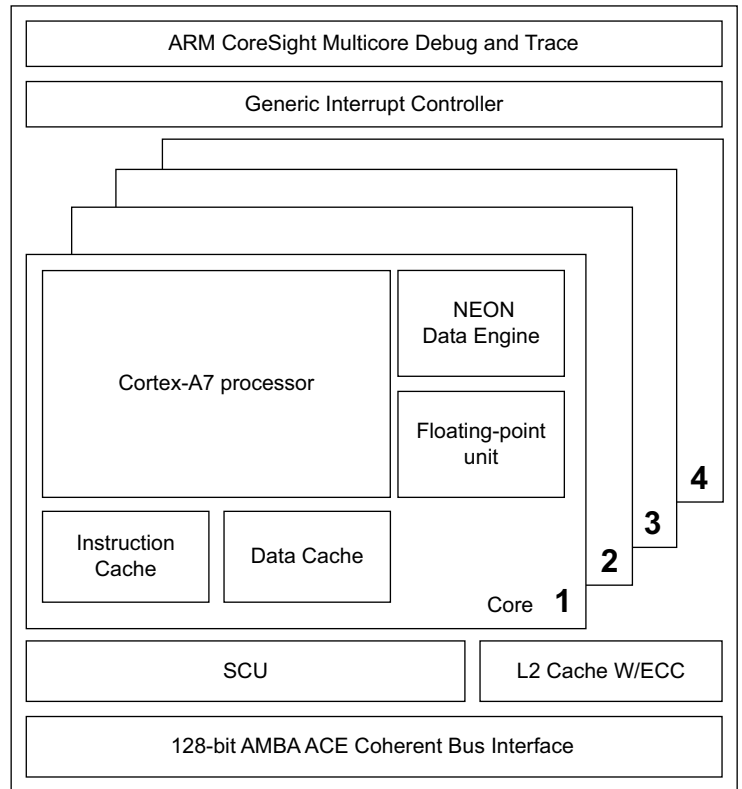 ARM CoreSight Multicore Debug and Trace
Generic Interrupt Controller
Cortex-A7 processor
NEON
Data Engine
Floating-point
unit
Instruction
Cache
Data Cache
Core 1
2
3
4
SCU
L2 Cache W/ECC
128-bit AMBA ACE Coherent Bus Interface